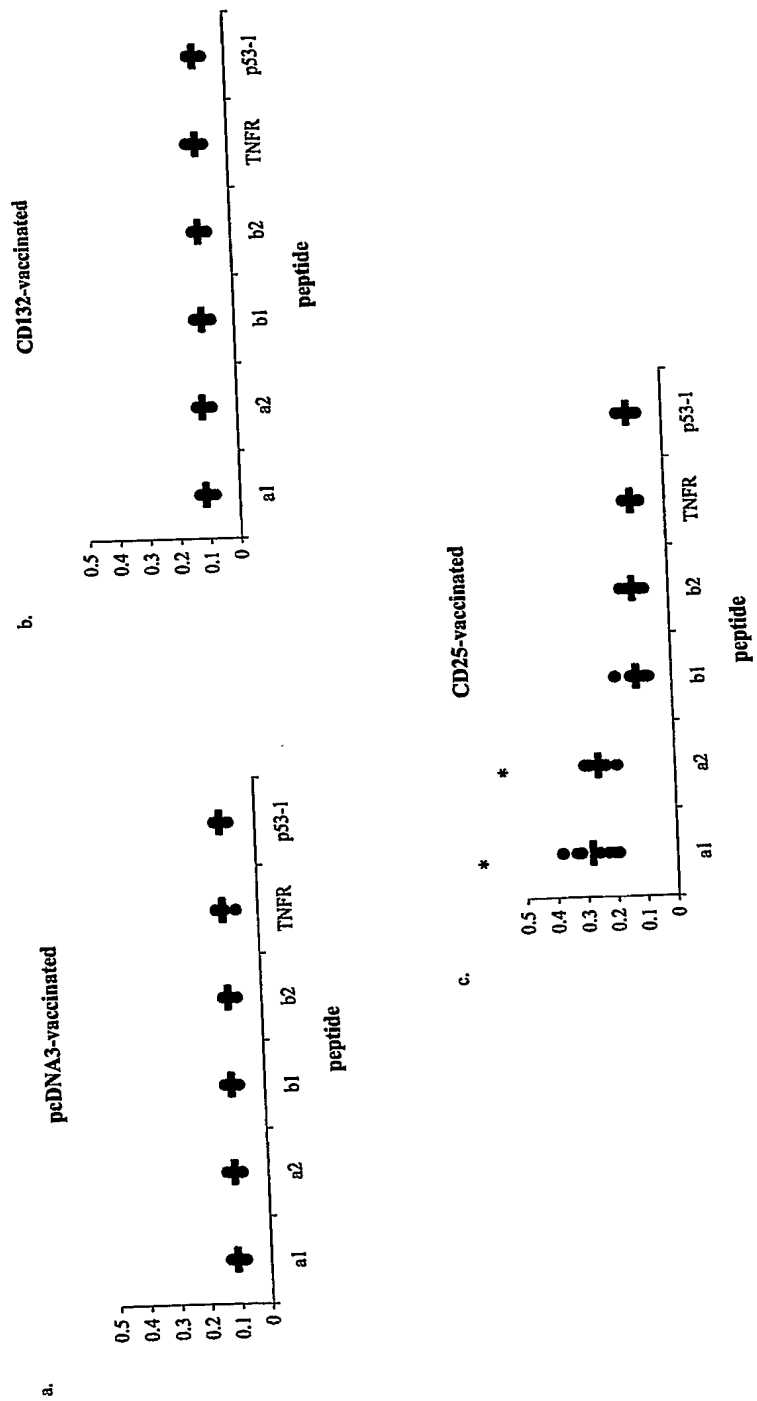 a.
pcDNA3-vaccinated
0.5
0.4
0.3
0.2
0.1
0
a1 a2 b1 b2 TNFR p53-1
peptide
b.
CD132-vaccinated
0.5
0.4
0.3
0.2
0.1
0
a1 a2 b1 b2 TNFR p53-1
peptide
c.
CD25-vaccinated
* *
0.5
0.4
0.3
0.2
0.1
0
a1 a2 b1 b2 TNFR p53-1
peptide